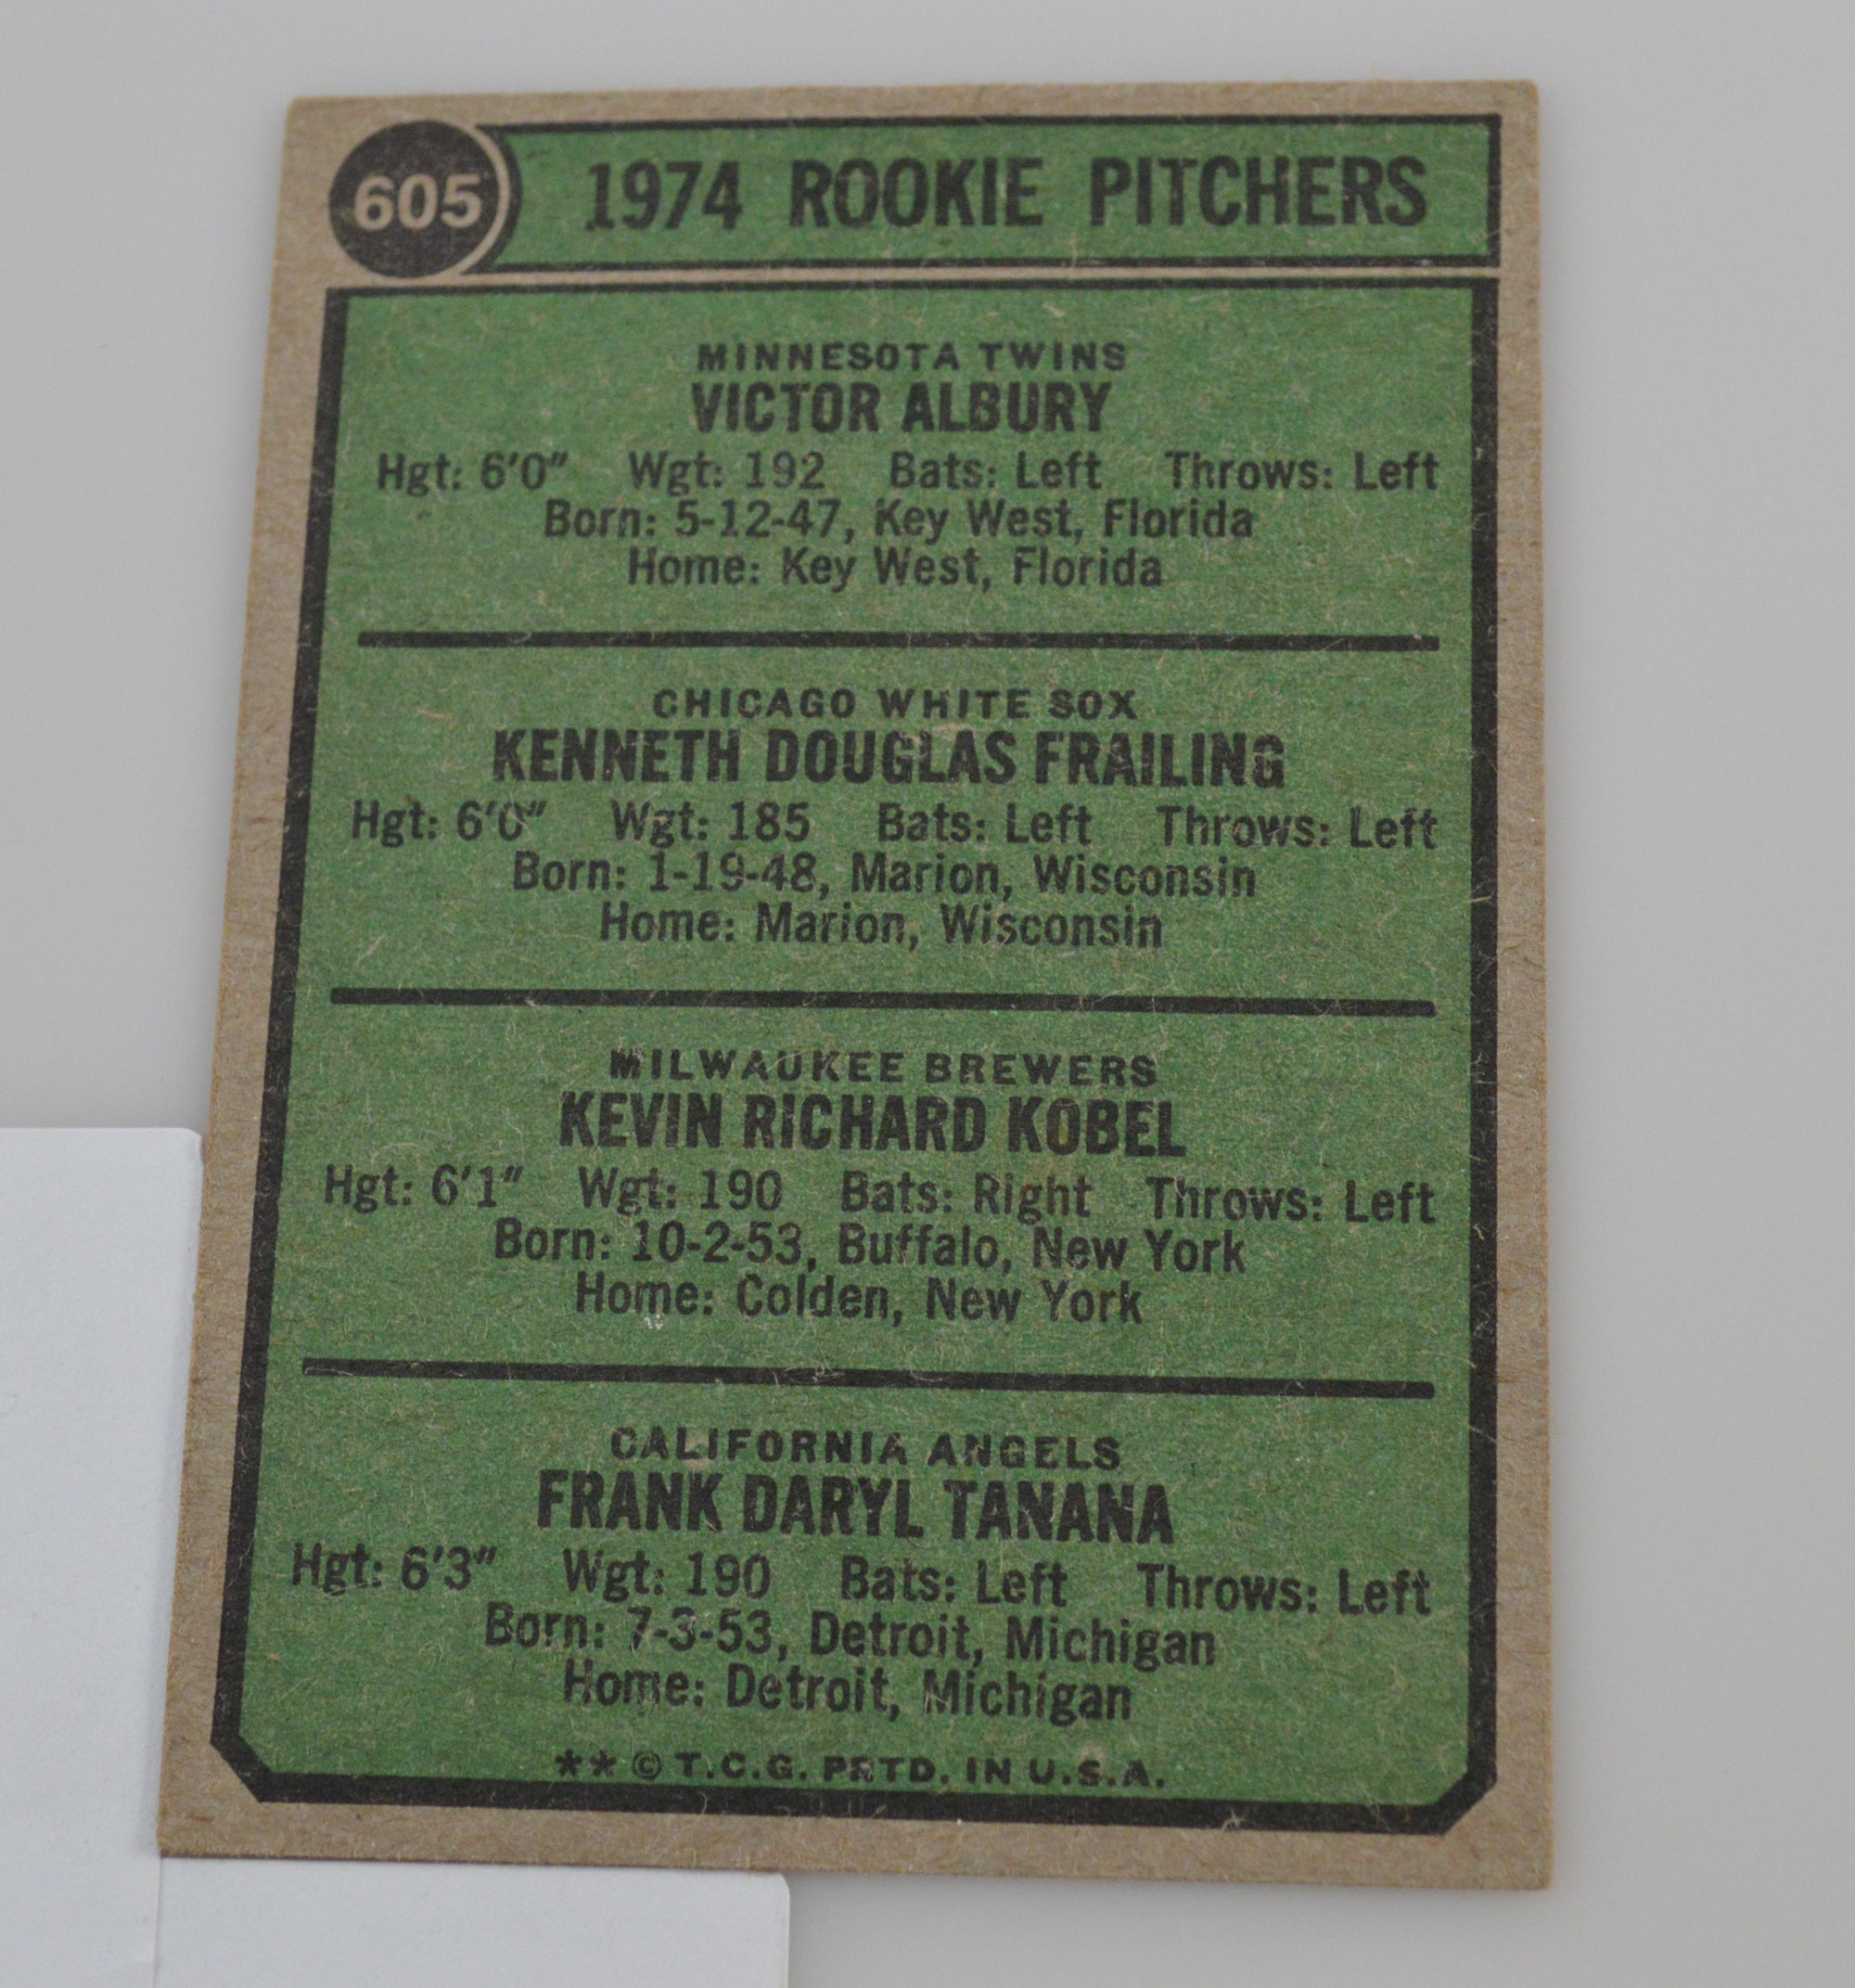 605
1974 ROOKIE PITCHERS
MINNESOTA TWINS
VICTOR ALBURY
Hgt: 6'0" Wgt: 192 Bats: Left Throws: Left
Born: 5-12-47, Key West, Florida
Home: Key West, Florida
CHICAGO WHITE SOX
KENNETH DOUGLAS FRAILING
Hgt: 6'0" Wgt: 185 Bats: Left Throws: Left
Born: 1-19-48, Marion, Wisconsin
Home: Marion, Wisconsin
MILWAUKEE BREWERS
KEVIN RICHARD KOBEL
Hgt: 6'1" Wgt: 190 Bats: Right Throws: Left
Born: 10-2-53, Buffalo, New York
Home: Colden, New York
CALIFORNIA ANGELS
FRANK DARYL TANANA
Hgt: 6'3" Wgt: 190 Bats: Left Throws: Left
Born: 7-3-53, Detroit, Michigan
Home: Detroit, Michigan
** © T.C.G. PRTD. IN U.S.A.